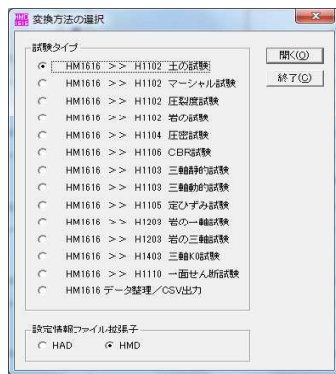 変換方法の選択
試験タイプ
HM1616 >> H1102 土の試験
HM1616 >> H1102 マーシャル試験
HM1616 >> H1102 圧裂度試験
HM1616 >> H1102 岩の試験
HM1616 >> H1104 圧密試験
HM1616 >> H1106 CBR試験
HM1616 >> H1103 三軸静的試験
HM1616 >> H1103 三軸動的試験
HM1616 >> H1105 定ひずみ試験
HM1616 >> H1203 岩の一軸試験
HM1616 >> H1203 岩の三軸試験
HM1616 >> H1403 三軸K0試験
HM1616 >> H1110 一面せん断試験
HM1616 データ整理/CSV出力
開く(O)
終了(C)
設定情報ファイル拡張子
HAD HMD